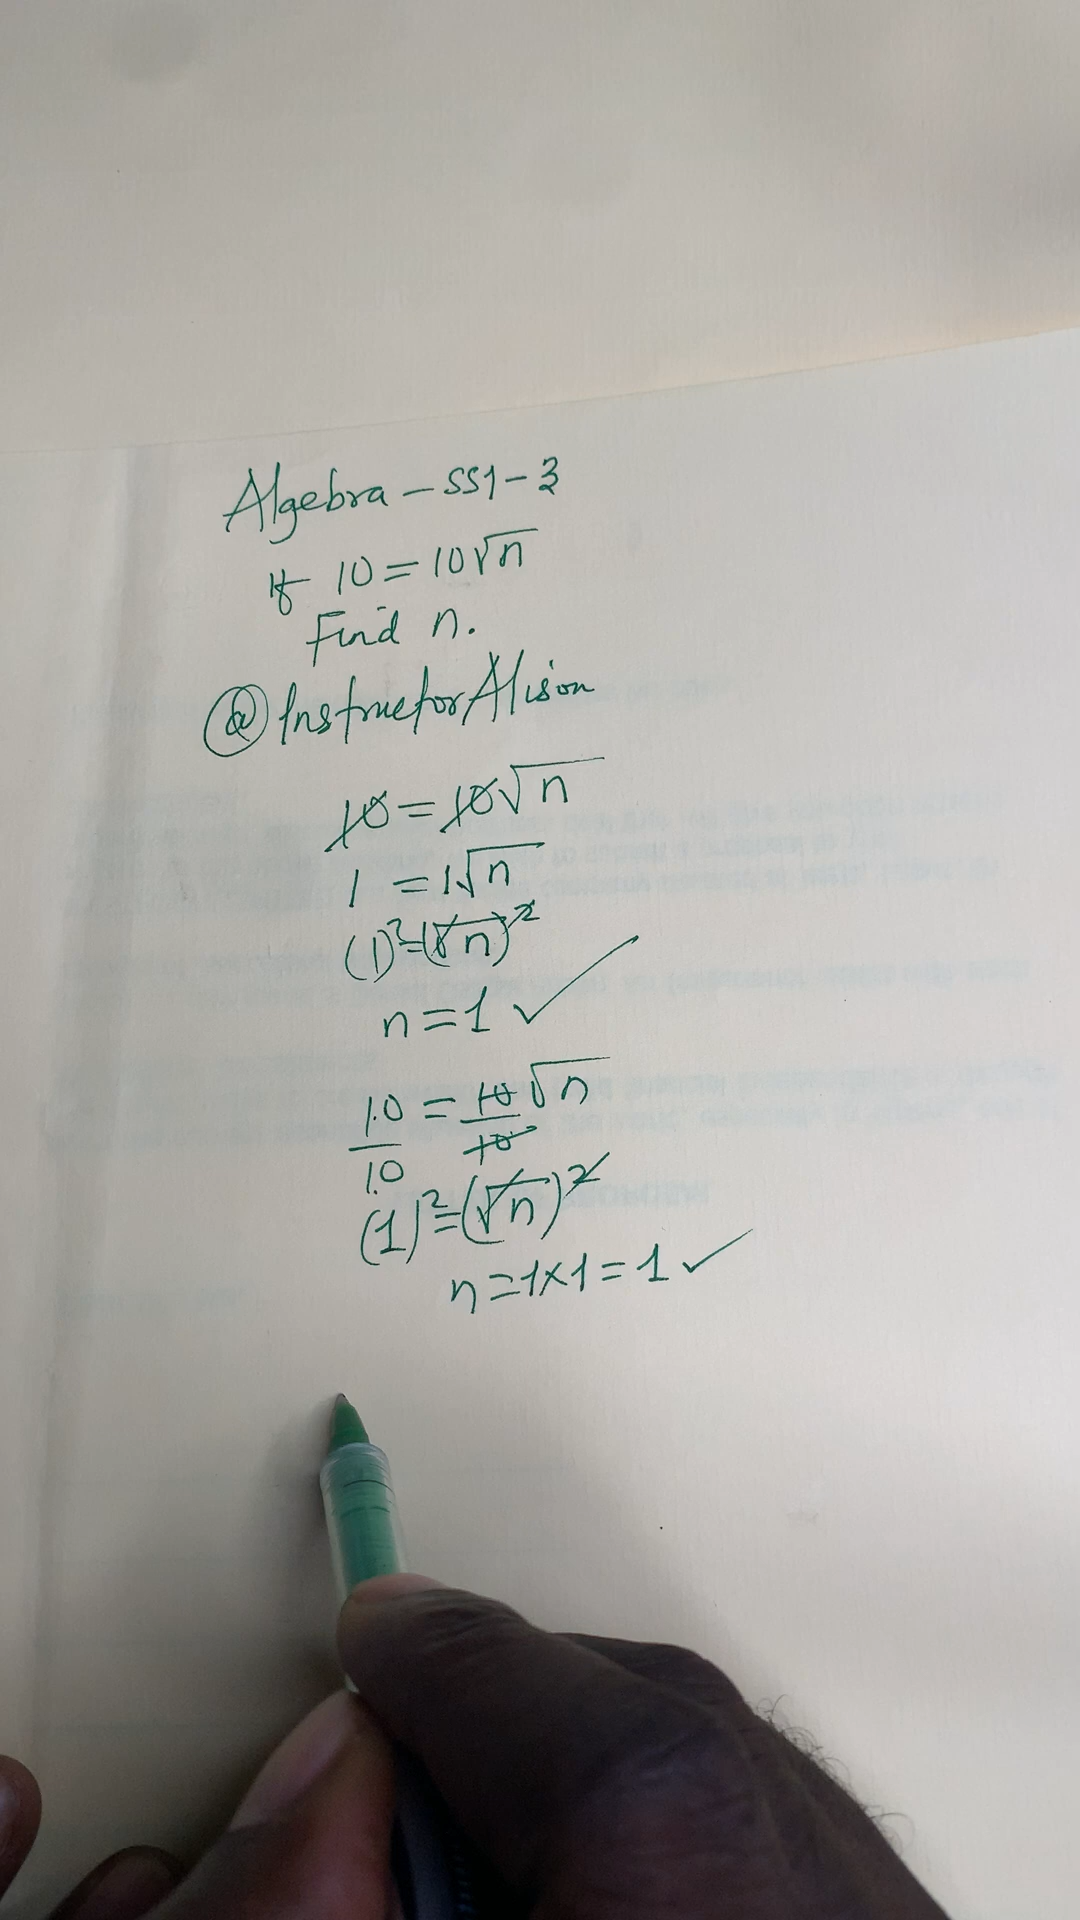 Algebra - SS1-3
If 10 = 10√n
Find n.
@InstructorAlison
10 = 10√n
1 = 1√n
(1)² = (√n)²
n = 1 ✓
10/10 = 10√n/10
(1)² = (√n)²
n = 1×1 = 1 ✓